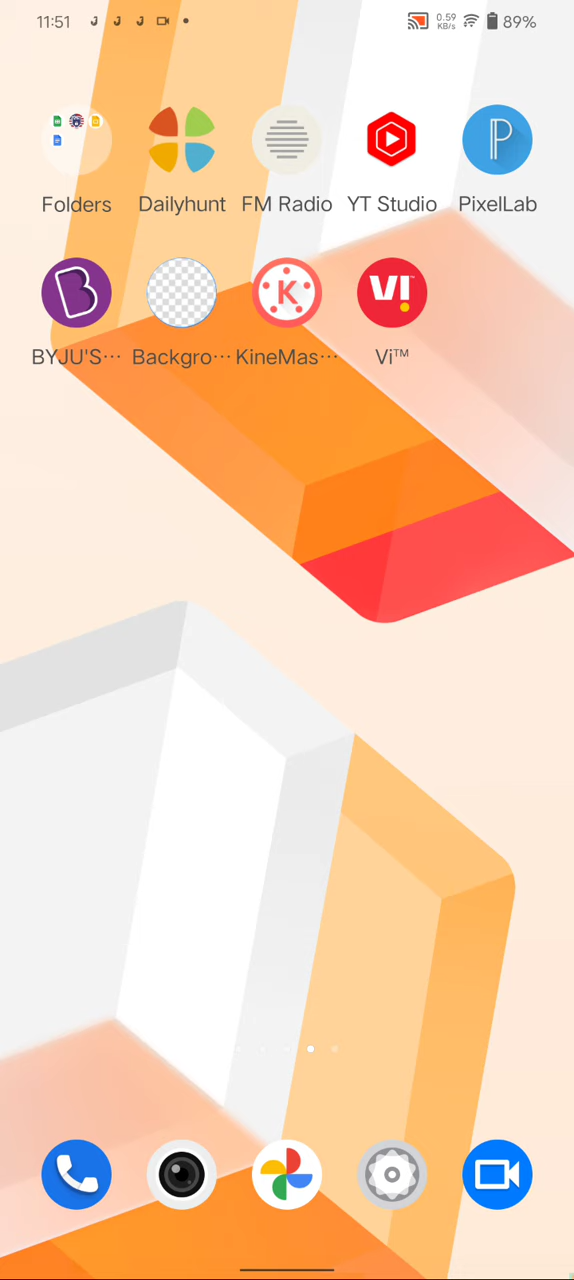 11:51 0.59 KB/s 89%
Folders Dailyhunt FM Radio YT Studio PixelLab
BYJU'S··· Backgro··· KineMas··· Vi™